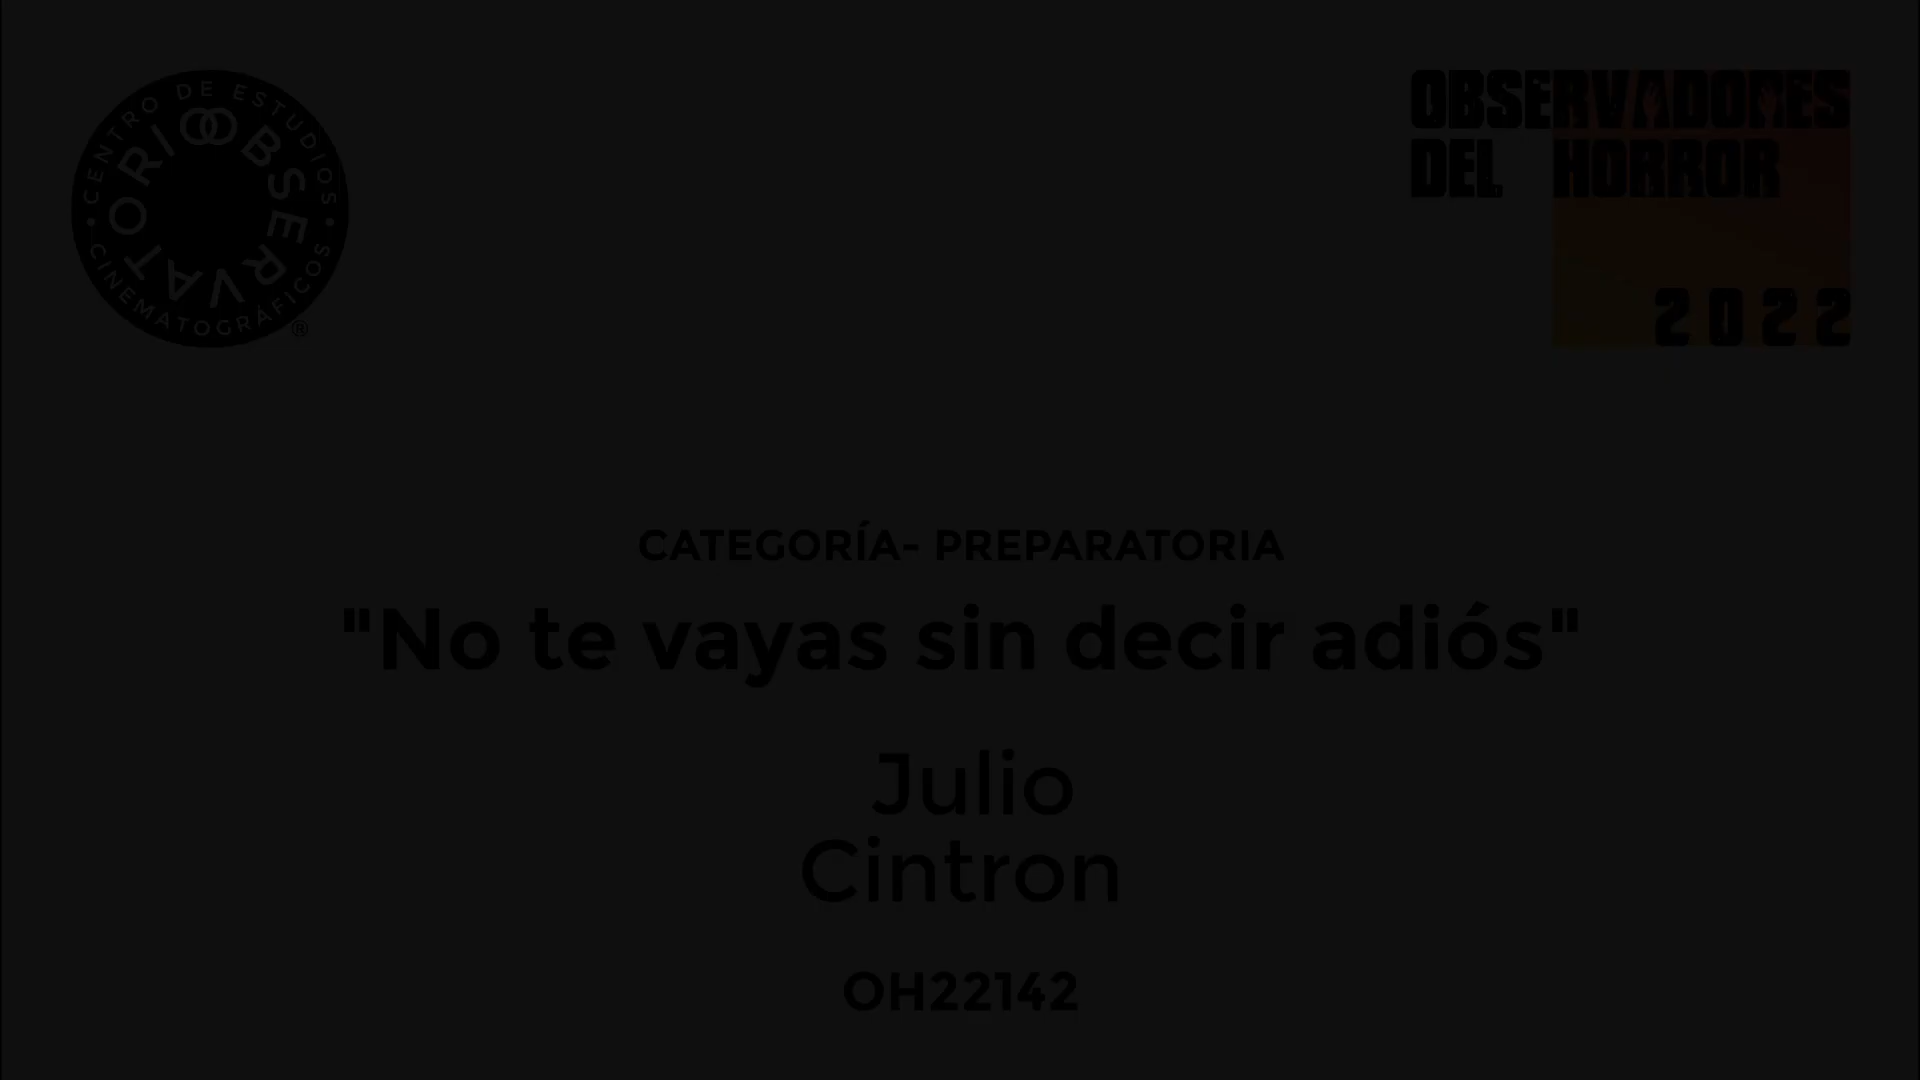 CENTRO DE ESTUDIOS
CINEMATOGRÁFICOS
OBSERVATORIO
®
OBSERVADORES
DEL HORROR
2022
CATEGORÍA- PREPARATORIA
"No te vayas sin decir adiós"
Julio
Cintron
OH22142